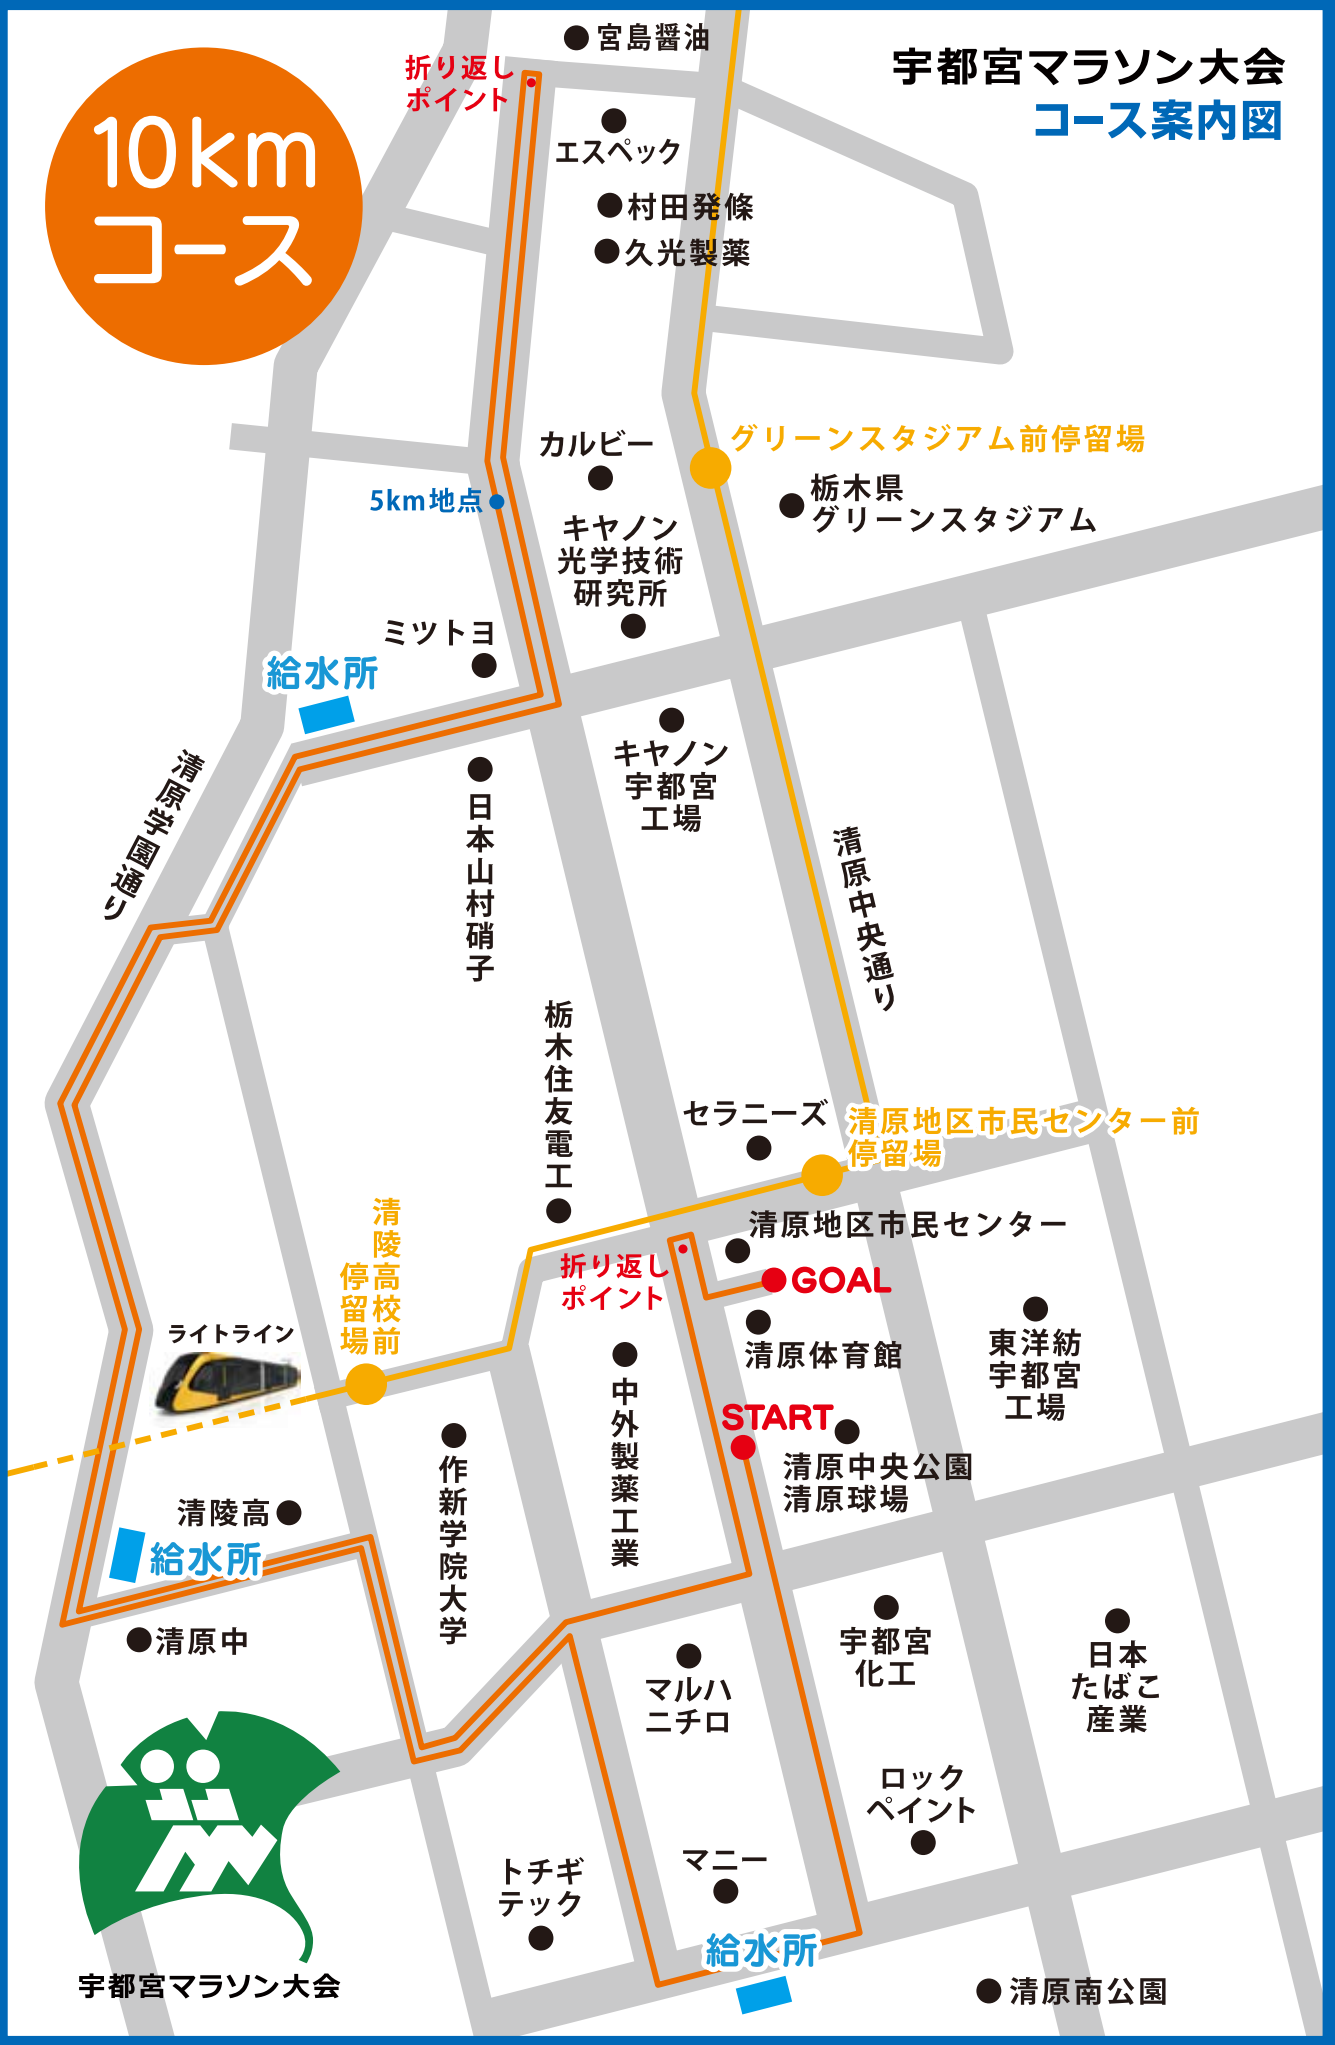 宇都宮マラソン大会
コース案内図
10km
コース
宮島醤油
折り返し
ポイント
エスペック
村田発條
久光製薬
カルビー
グリーンスタジアム前停留場
栃木県
グリーンスタジアム
5km地点
キヤノン
光学技術
研究所
ミツトヨ
給水所
キヤノン
宇都宮
工場
日本山村硝子
清原学園通り
清原中央通り
栃木住友電工
セラニーズ
清原地区市民センター前
停留場
清原地区市民センター
折り返し
ポイント
GOAL
清陵高校前
停留場
ライトライン
清原体育館
東洋紡
宇都宮
工場
中外製薬工業
START
清原中央公園
清原球場
作新学院大学
清陵高
給水所
清原中
宇都宮
化工
日本
たばこ
産業
マルハ
ニチロ
ロック
ペイント
マニー
トチギ
テック
給水所
清原南公園
宇都宮マラソン大会